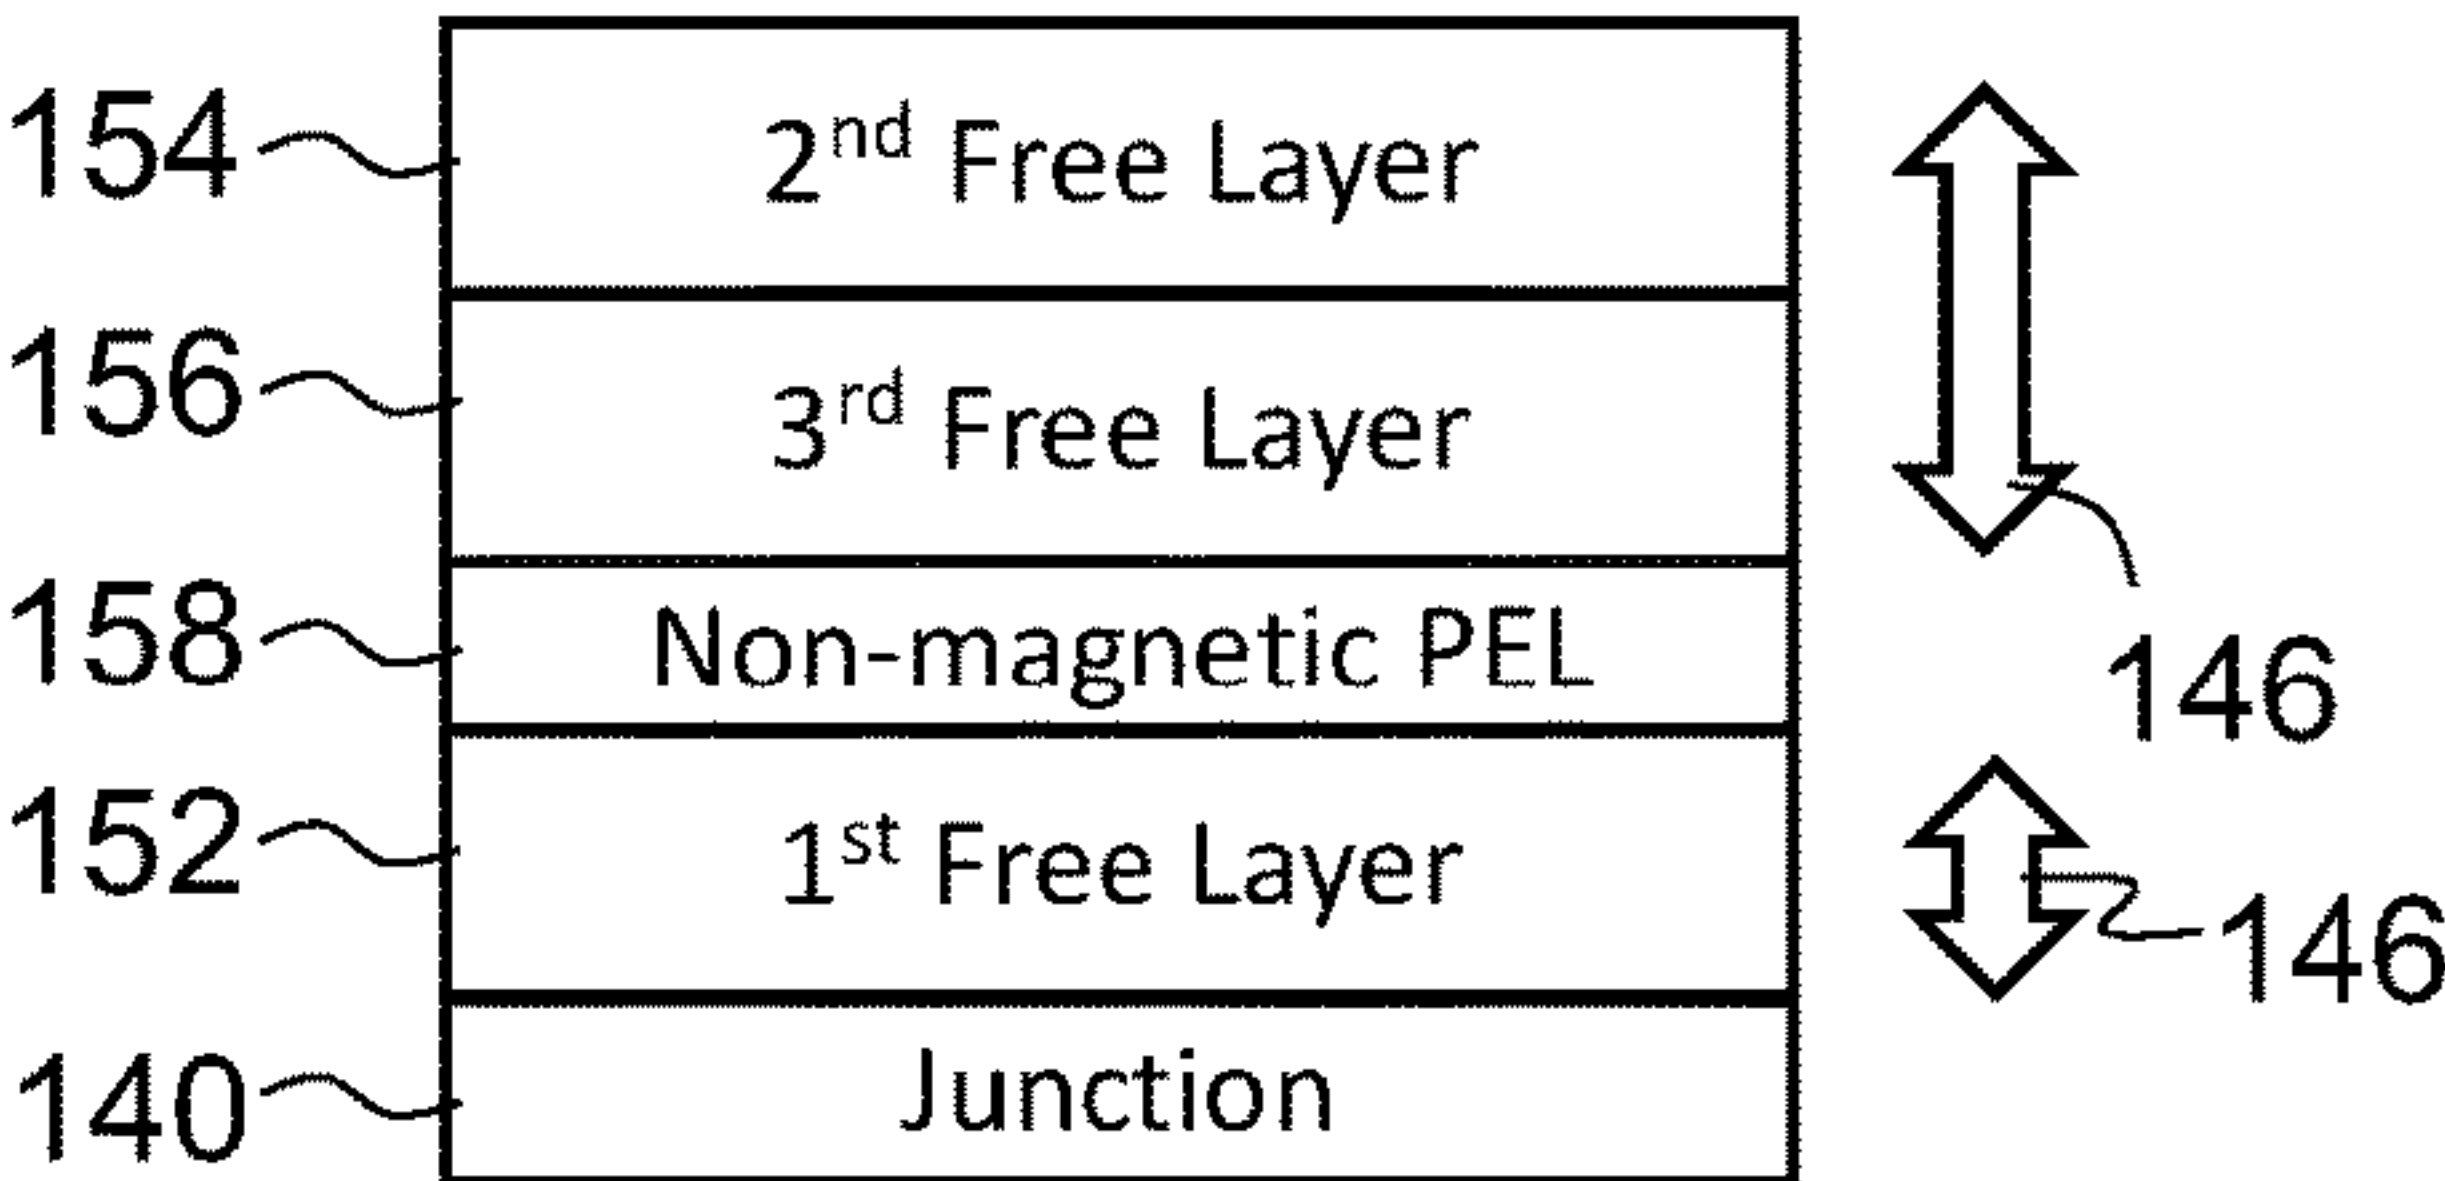 154 2nd Free Layer
156 3rd Free Layer
158 Non-magnetic PEL
146
152 1st Free Layer
146
140 Junction